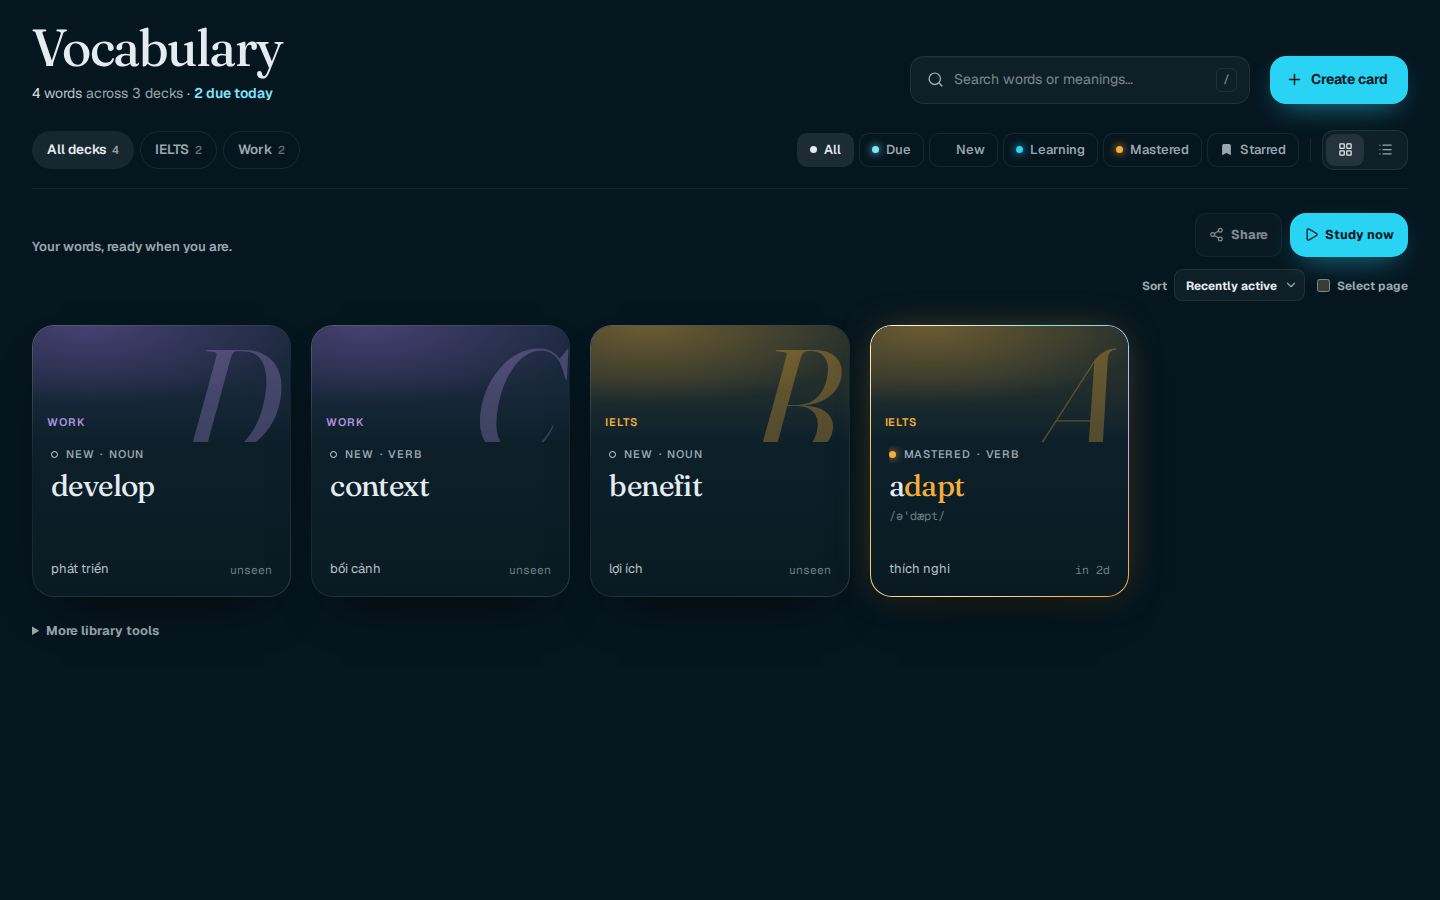 Vocabulary
4 words across 3 decks · 2 due today
Search words or meanings... /
Create card
All decks 4 IELTS 2 Work 2
All Due New Learning Mastered Starred
Your words, ready when you are.
Share Study now
Sort Recently active Select page
D
WORK
NEW · NOUN
develop
phát triển unseen
C
WORK
NEW · VERB
context
bối cảnh unseen
B
IELTS
NEW · NOUN
benefit
lợi ích unseen
A
IELTS
MASTERED · VERB
adapt
/əˈdæpt/
thích nghi in 2d
More library tools